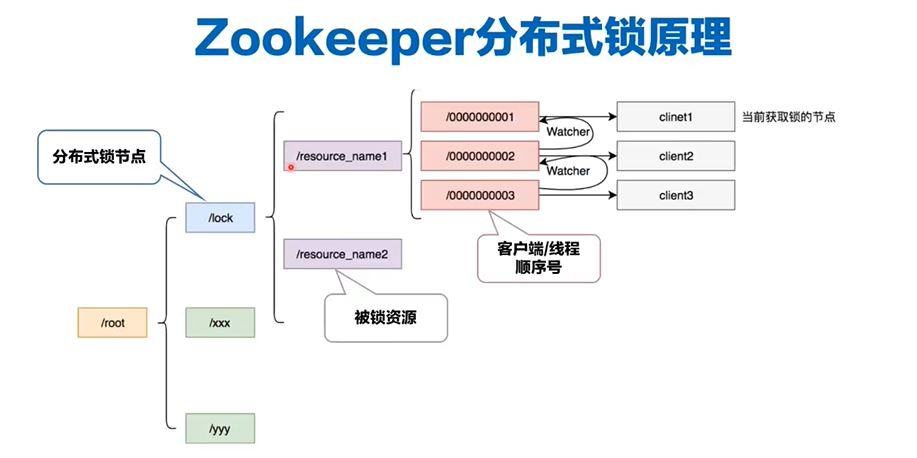 Zookeeper分布式锁原理
/0000000001
clinet1
当前获取锁的节点
Watcher
分布式锁节点
/resource_name1
/0000000002
client2
Watcher
/0000000003
client3
/lock
客户端/线程
顺序号
/resource_name2
被锁资源
/root
/xxx
/yyy